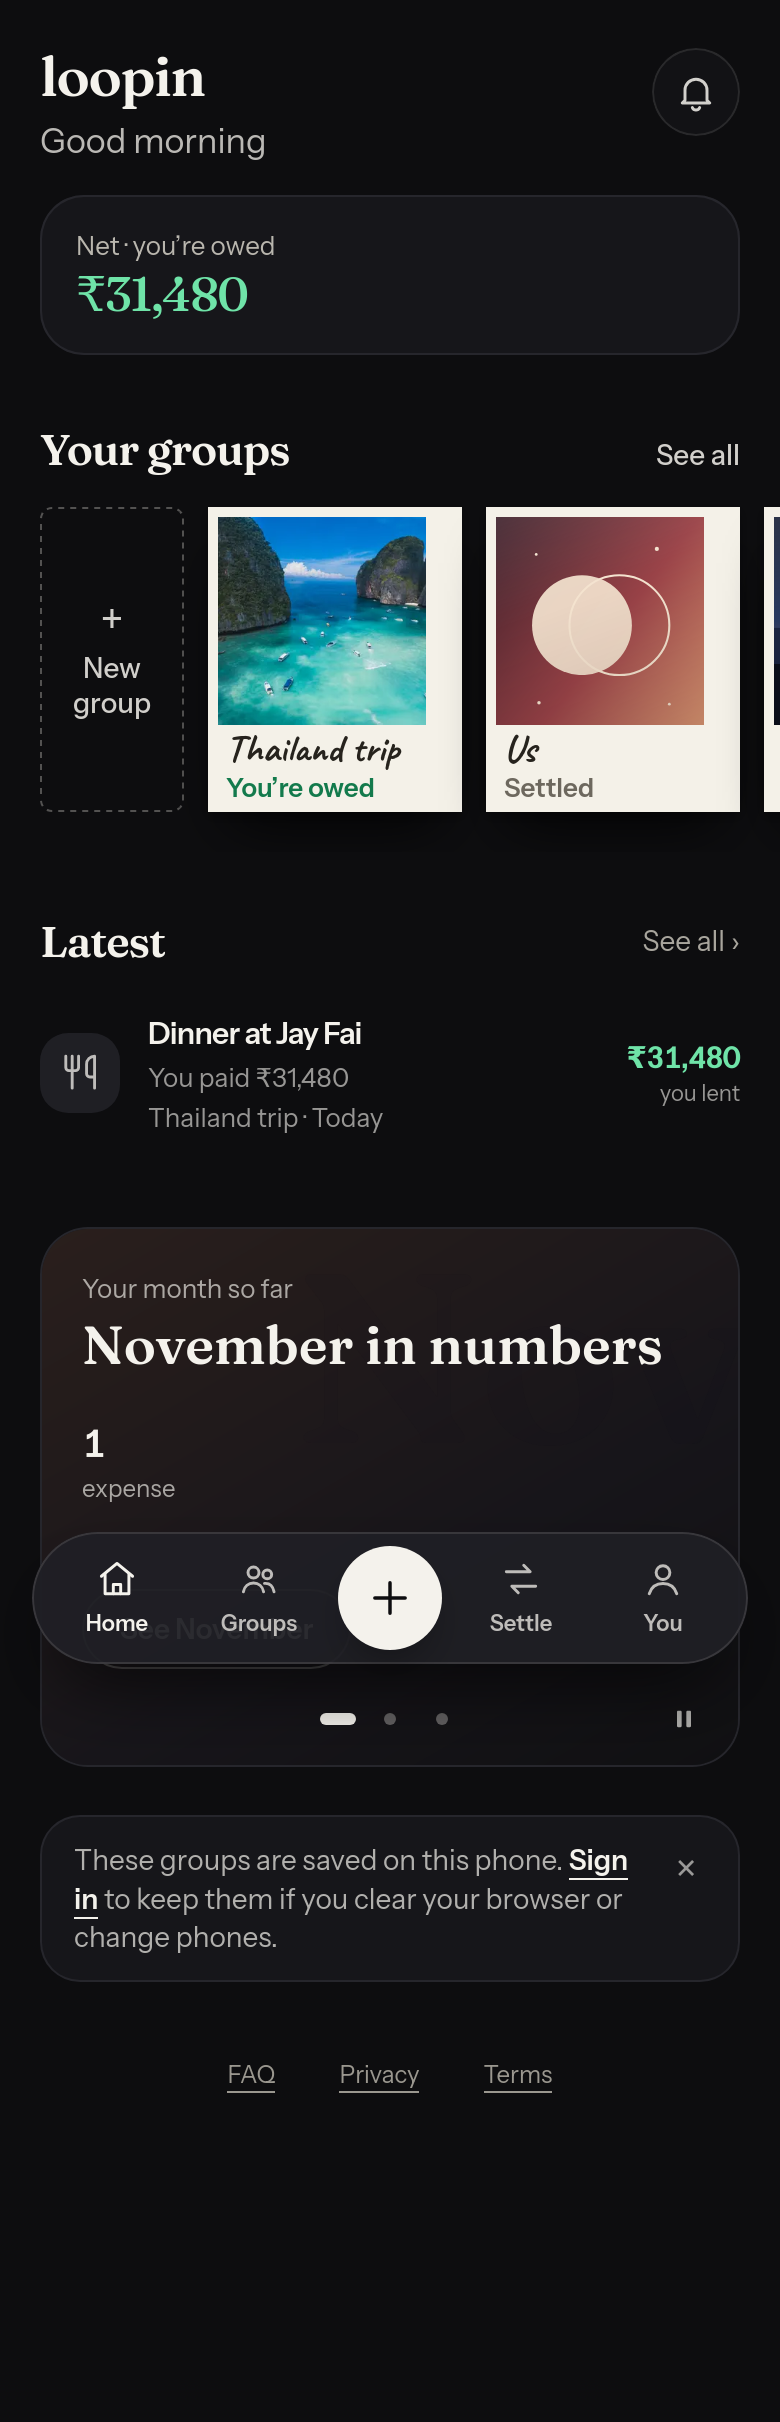 loopin
Good morning
Net · you’re owed
₹31,480
Your groups
See all
+
New
group
Thailand trip
You’re owed
Us
Settled
Latest
See all ›
Dinner at Jay Fai
You paid ₹31,480
Thailand trip · Today
₹31,480
you lent
Your month so far
November in numbers
1
expense
See November
Home
Groups
Settle
You
These groups are saved on this phone. Sign
in to keep them if you clear your browser or
change phones.
FAQ
Privacy
Terms